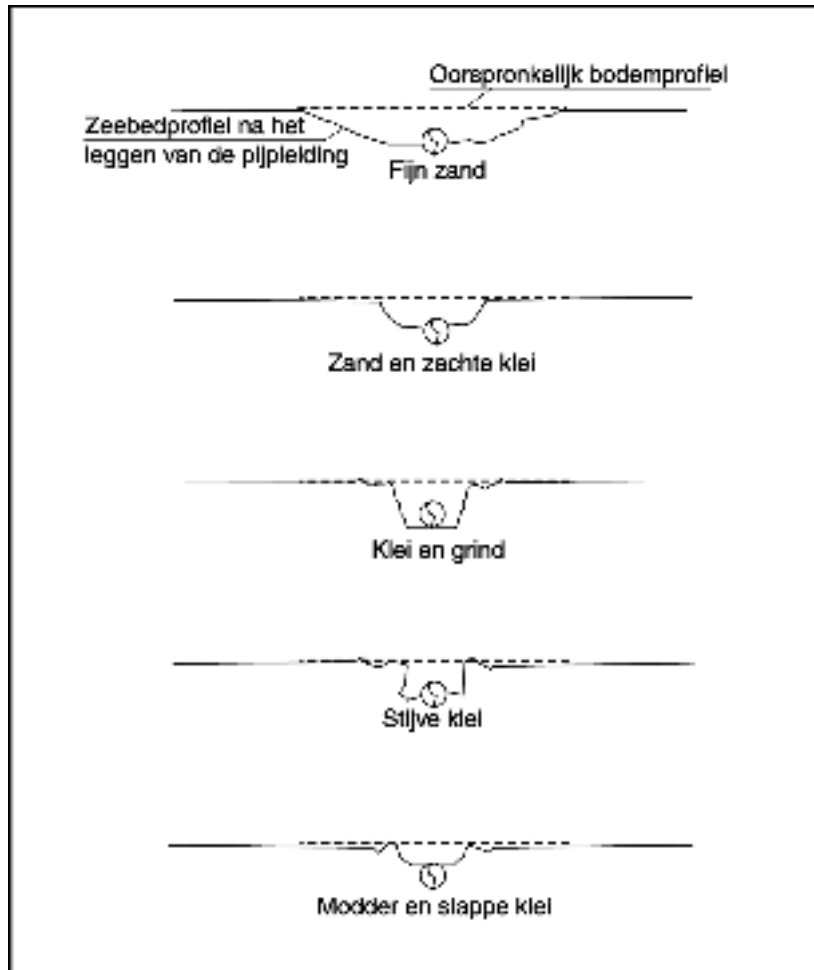 Oorspronkelijk bodemprofiel
Zeebedprofiel na het
leggen van de pijpleiding
Fijn zand
Zand en zachte klei
Klei en grind
Stijve klei
Modder en slappe klei